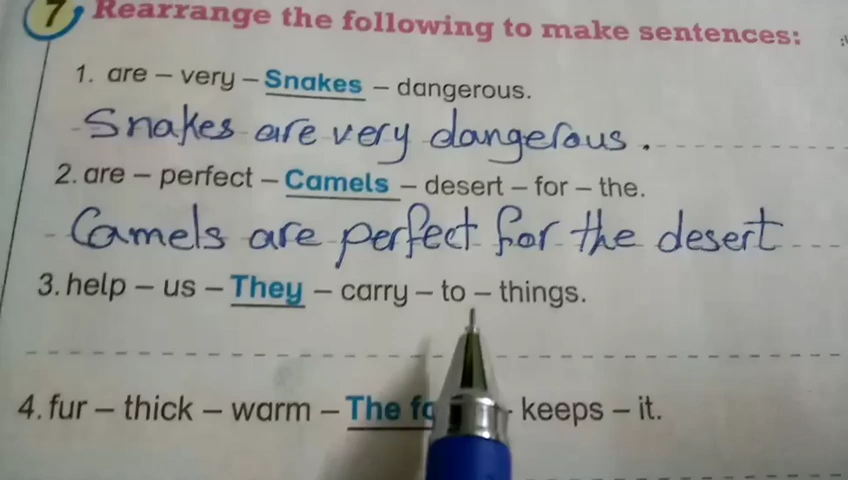 7 Rearrange the following to make sentences:
1. are – very – Snakes – dangerous.
Snakes are very dangerous.
2. are – perfect – Camels – desert – for – the.
Camels are perfect for the desert
3. help – us – They – carry – to – things.
4. fur – thick – warm – The – keeps – it.